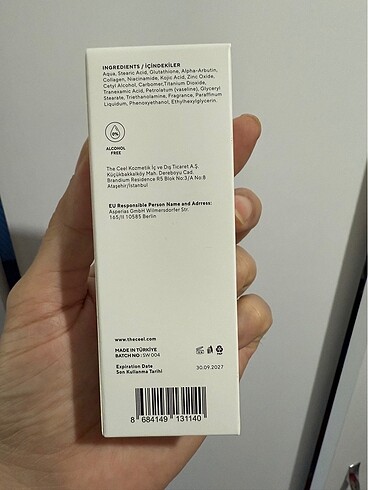 INGREDIENTS / İÇİNDEKİLER
Aqua, Stearic Acid, Glutathione, Alpha-Arbutin,
Collagen, Niacinamide, Kojic Acid, Zinc Oxide,
Cetyl Alcohol, Carbomer,Titanium Dioxide,
Tranexamic Acid, Petrolatum (vaseline), Glyceryl
Stearate, Triethanolamine, Fragrance, Paraffinum
Liquidum, Phenoxyethanol, Ethylhexylglycerin.
0%
ALCOHOL
FREE
The Ceel Kozmetik İç ve Dış Ticaret A.Ş.
Küçükbakkalköy Mah. Dereboyu Cad.
Brandium Residence R5 Blok No:3/A No:8
Ataşehir/İstanbul
EU Responsible Person Name and Adrress:
Asperias GmbH Wilmersdorfer Str.
165/II 10585 Berlin
www.theceel.com
MADE IN TÜRKİYE
BATCH NO: SW 004
Expiration Date
Son Kullanma Tarihi
30.09.2027
8 684149 131140